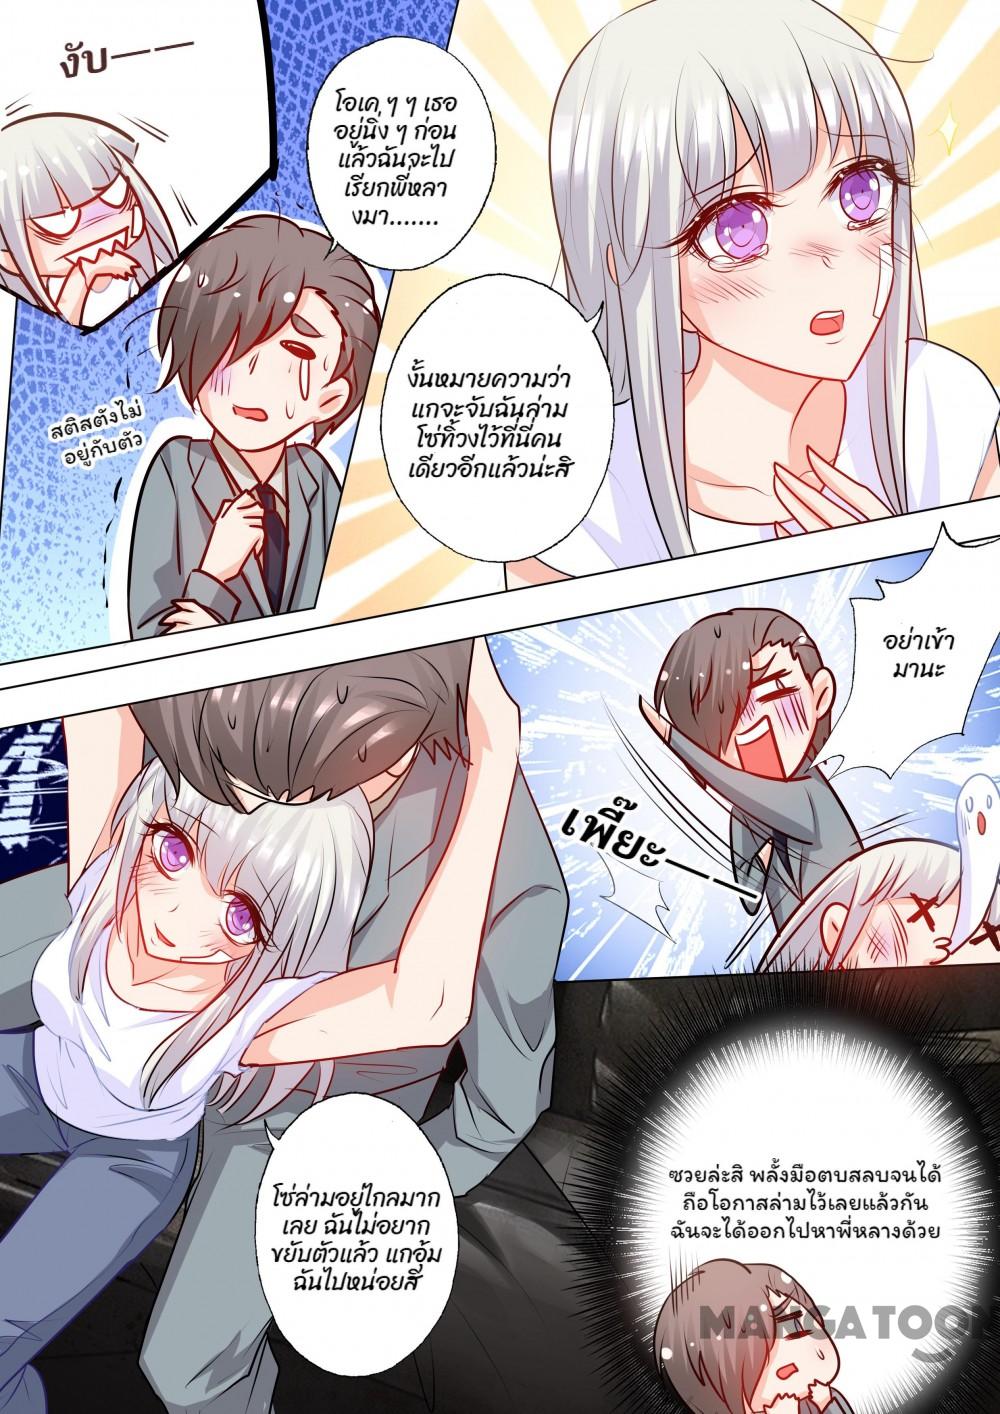 งับ——
โอเค ๆ ๆ เธอ
อยู่นิ่ง ๆ ก่อน
แล้วฉันจะไป
เรียกพี่หลา
งมา.......
งั้นหมายความว่า
แกจะจับฉันล่าม
โซ่ทิ้งไว้ที่นี่คน
เดียวอีกแล้วน่ะสิ
สติสตังไม่
อยู่กับตัว
อย่าเข้า
มานะ
เพี๊ยะ——
โซ่ล่ามอยู่ไกลมาก
เลย ฉันไม่อยาก
ขยับตัวแล้ว แกอุ้ม
ฉันไปหน่อยสิ
ซวยล่ะสิ พลั้งมือตบสลบจนได้
ถือโอกาสล่ามไว้เลยแล้วกัน
ฉันจะได้ออกไปหาพี่หลางด้วย
MANGATOON